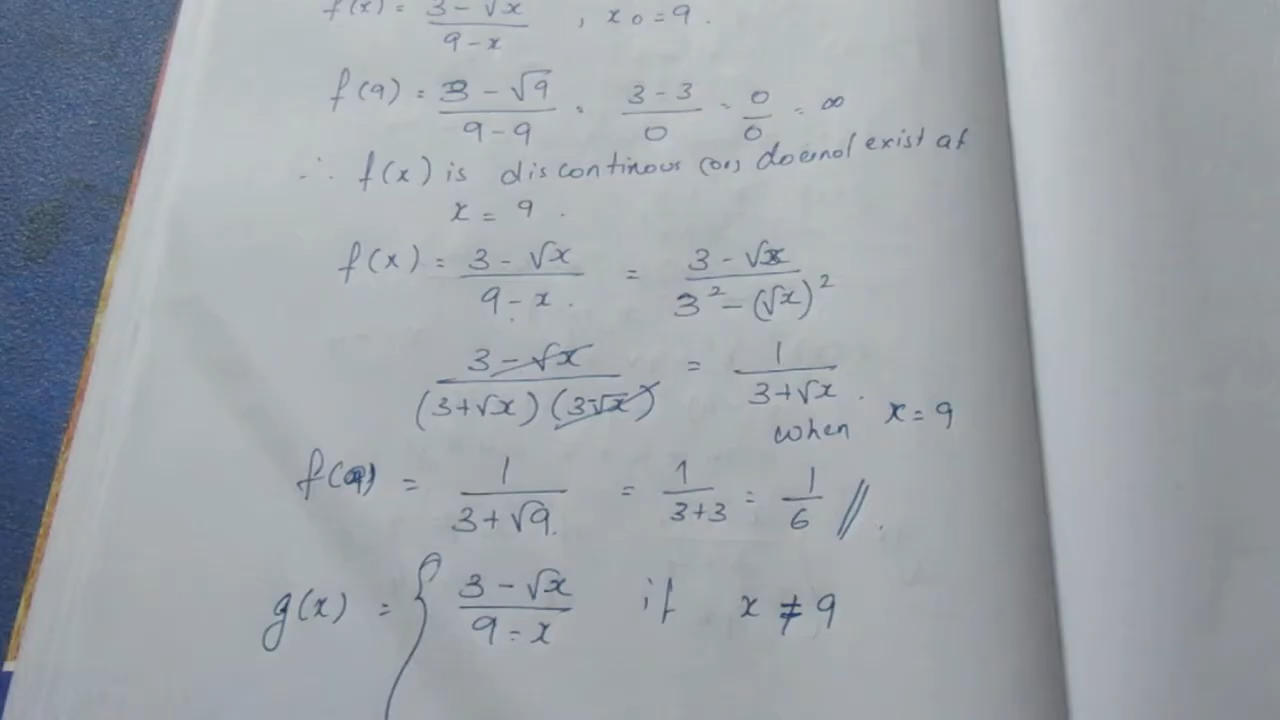 f(x) = 3 - √x / 9 - x , x₀ = 9.
f(9) = 3 - √9 / 9 - 9 = 3 - 3 / 0 = 0 / 0 = ∞
∴ f(x) is discontinous (or) doesnot exist at
x = 9.
f(x) = 3 - √x / 9 - x. = 3 - √x / 3² - (√x)²
3 - √x / (3+√x)(3-√x) = 1 / 3+√x.
when x = 9
f(9) = 1 / 3 + √9. = 1 / 3+3 = 1 / 6 //.
g(x) = { 3 - √x / 9 - x if x ≠ 9